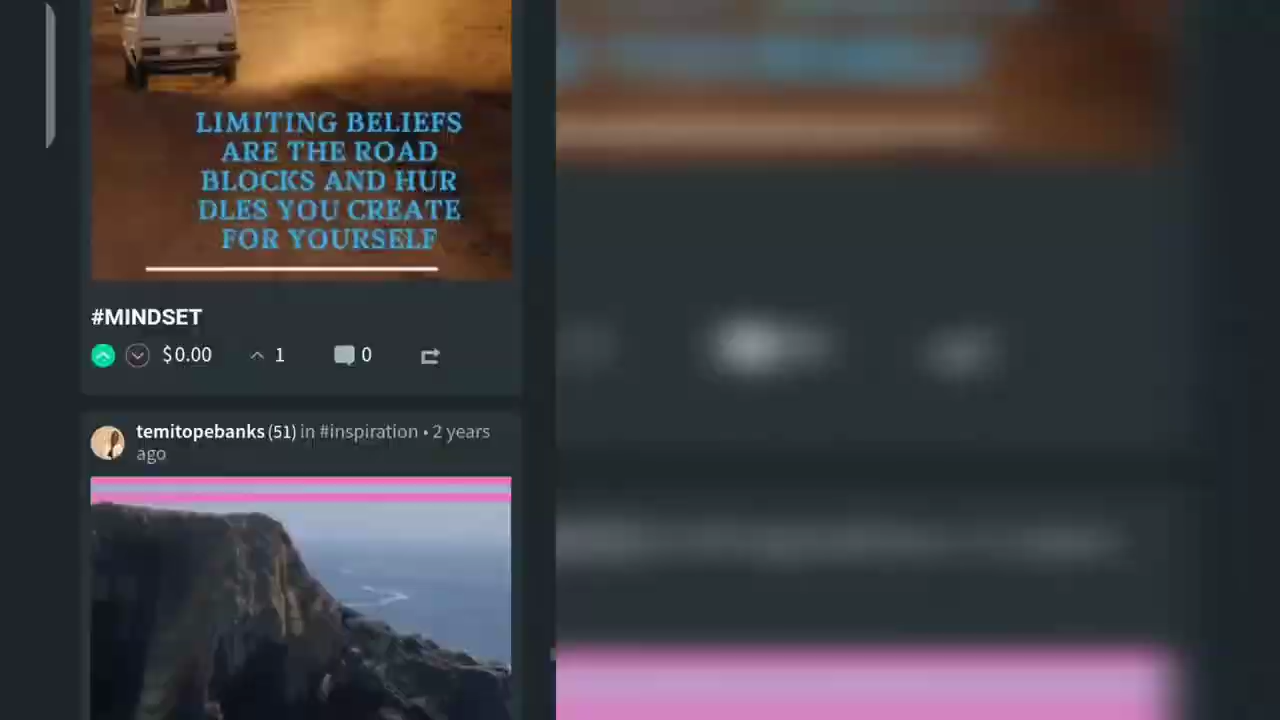 LIMITING BELIEFS
ARE THE ROAD
BLOCKS AND HUR
DLES YOU CREATE
FOR YOURSELF
#MINDSET
$0.00 1 0
temitopebanks (51) in #inspiration • 2 years
ago